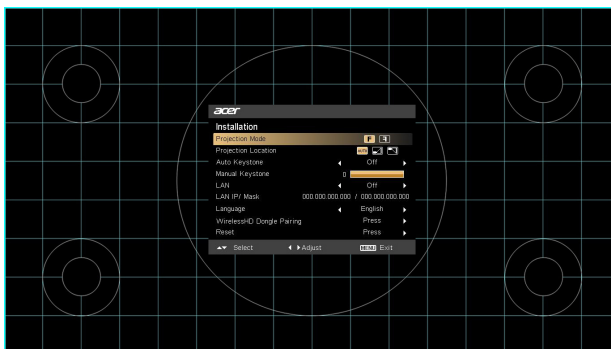 acer
Installation
Projection Mode F
Projection Location Auto
Auto Keystone Off
Manual Keystone 0
LAN Off
LAN IP/ Mask 000.000.000.000 / 000.000.000.000
Language English
WirelessHD Dongle Pairing Press
Reset Press
Select Adjust MENU Exit